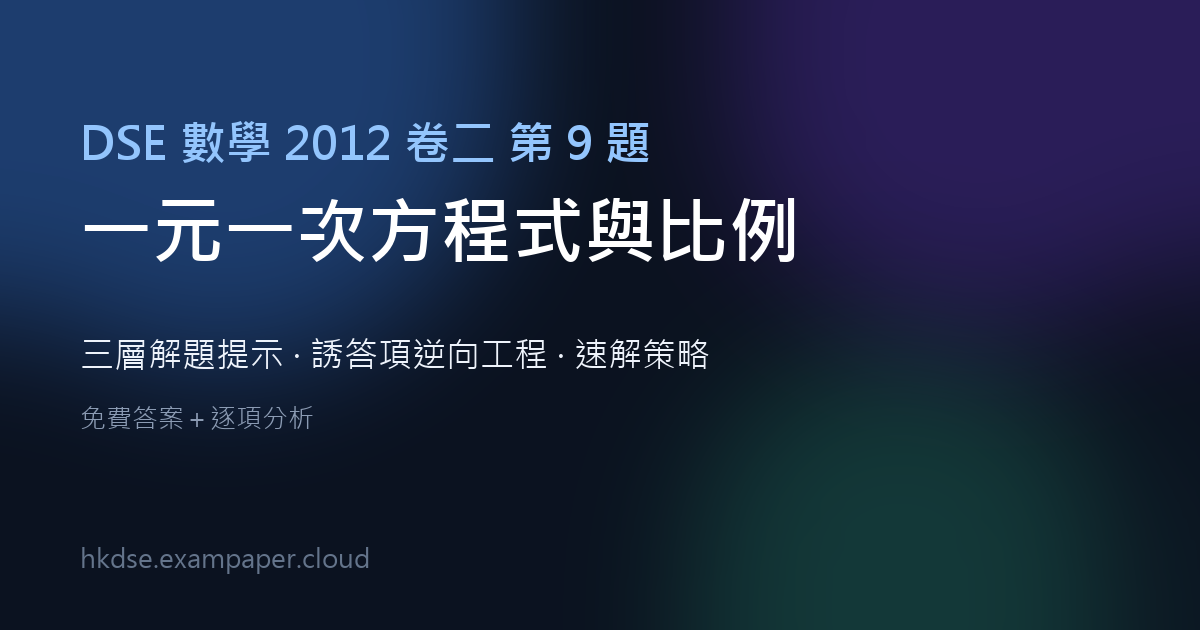 DSE 數學 2012 卷二 第 9 題
一元一次方程式與比例
三層解題提示 · 誘答項逆向工程 · 速解策略
免費答案 + 逐項分析
hkdse.exampaper.cloud